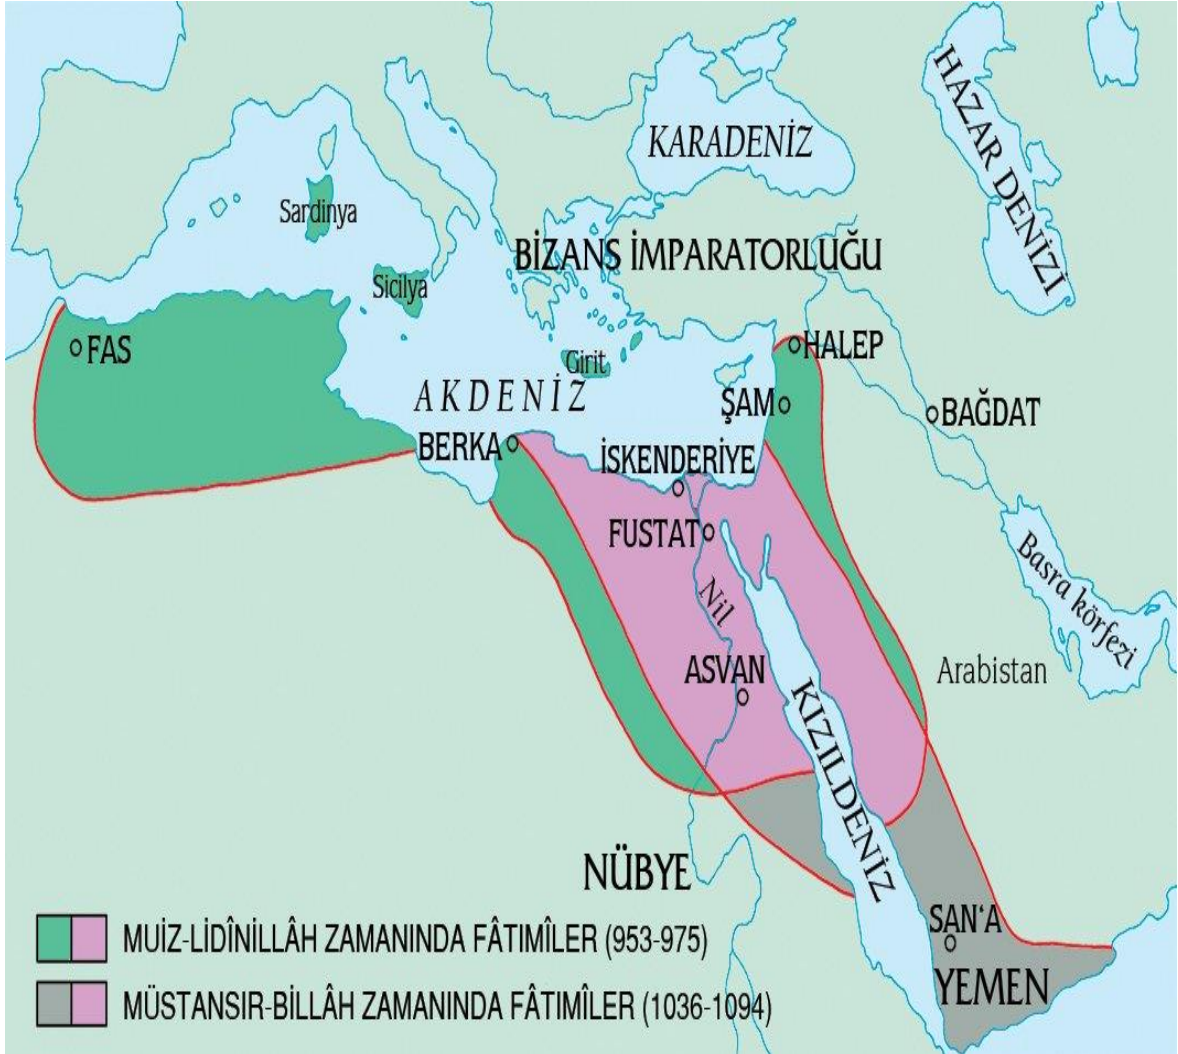 HAZAR DENİZİ
KARADENİZ
Sardinya
BİZANS İMPARATORLUĞU
Sicilya
FAS
Girit
HALEP
AKDENİZ
ŞAM
BAĞDAT
BERKA
İSKENDERİYE
FUSTAT
Basra körfezi
Nil
ASVAN
Arabistan
KIZILDENİZ
NÜBYE
SAN'A
YEMEN
MUİZ-LİDÎNİLLÂH ZAMANINDA FÂTIMÎLER (953-975)
MÜSTANSIR-BİLLÂH ZAMANINDA FÂTIMÎLER (1036-1094)